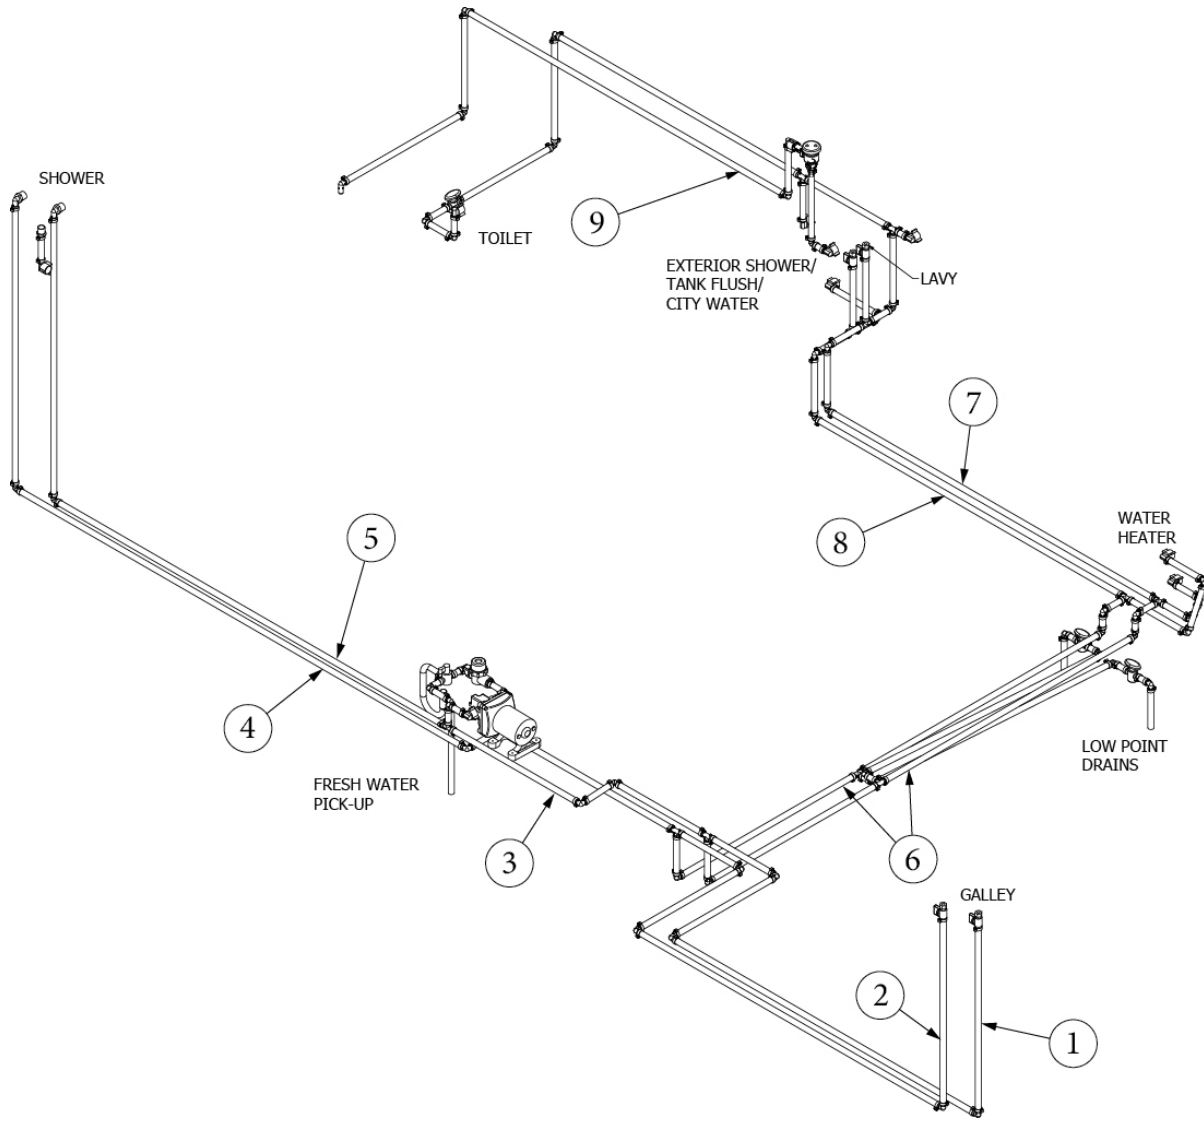 SHOWER
TOILET
9
EXTERIOR SHOWER/
TANK FLUSH/
CITY WATER
LAVY
7
8
WATER
HEATER
5
4
FRESH WATER
PICK-UP
3
LOW POINT
DRAINS
6
GALLEY
2
1